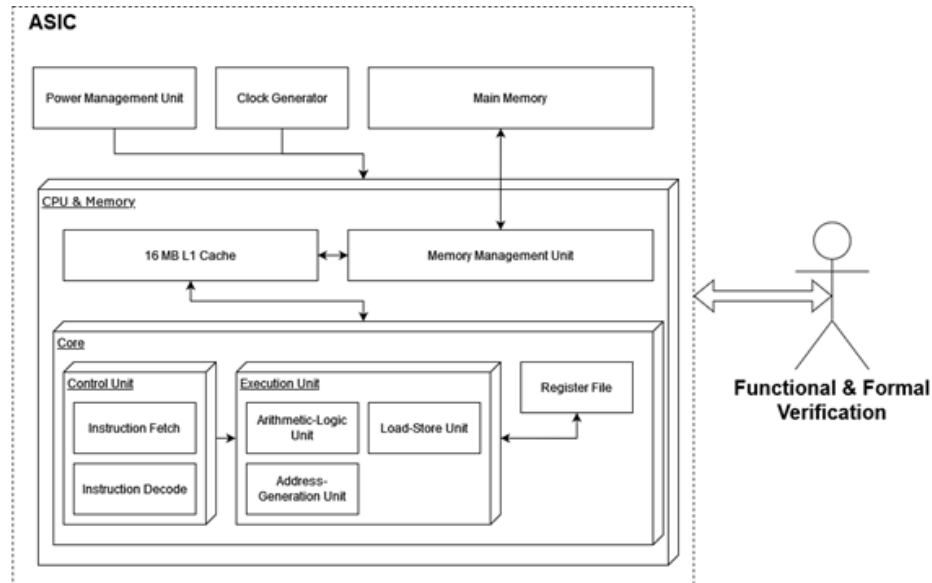 ASIC
Power Management Unit
Clock Generator
Main Memory
CPU & Memory
16 MB L1 Cache
Memory Management Unit
Core
Control Unit
Instruction Fetch
Instruction Decode
Execution Unit
Arithmetic-Logic
Unit
Load-Store Unit
Address-
Generation Unit
Register File
Functional & Formal
Verification